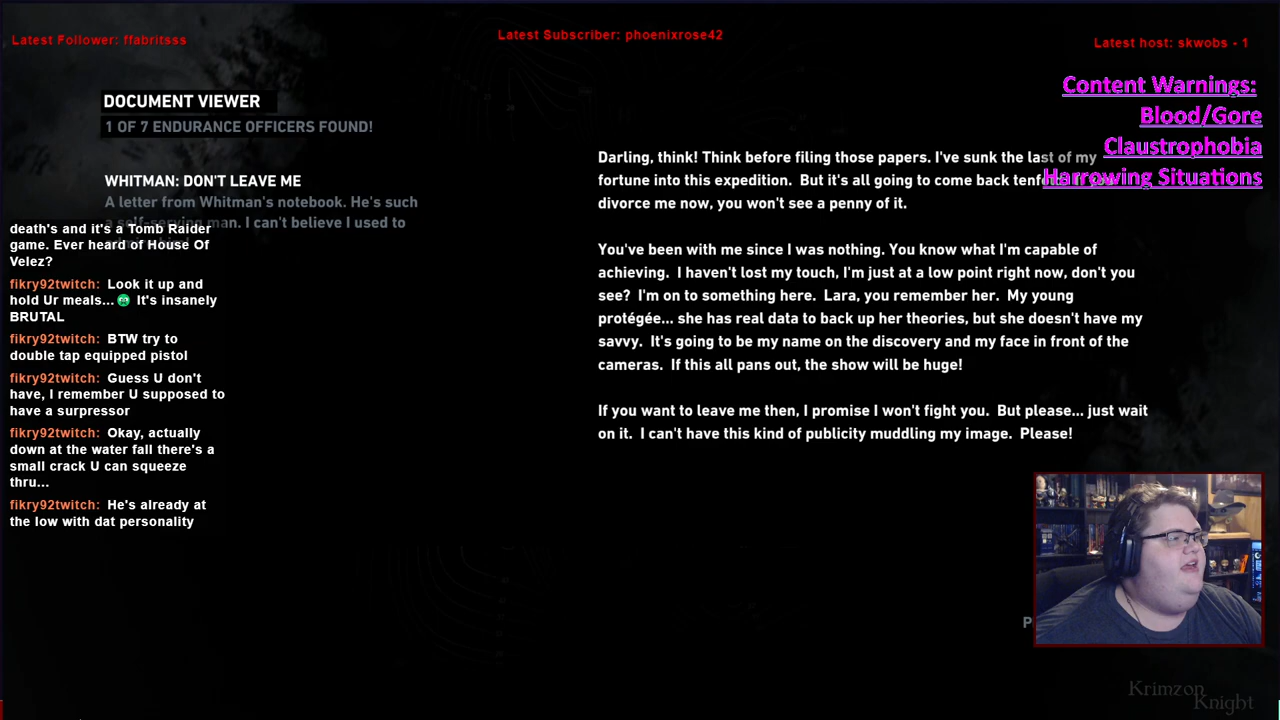 Latest Follower: ffabritsss
Latest Subscriber: phoenixrose42
Latest host: skwobs - 1
Content Warnings:
Blood/Gore
Claustrophobia
Harrowing Situations
DOCUMENT VIEWER
1 OF 7 ENDURANCE OFFICERS FOUND!
WHITMAN: DON'T LEAVE ME
A letter from Whitman's notebook. He's such
a self-serving man. I can't believe I used to
death's and it's a Tomb Raider
game. Ever heard of House Of
Velez?
fikry92twitch: Look it up and
hold Ur meals... It's insanely
BRUTAL
fikry92twitch: BTW try to
double tap equipped pistol
fikry92twitch: Guess U don't
have, I remember U supposed to
have a surpressor
fikry92twitch: Okay, actually
down at the water fall there's a
small crack U can squeeze
thru...
fikry92twitch: He's already at
the low with dat personality
Darling, think! Think before filing those papers. I've sunk the last of my
fortune into this expedition. But it's all going to come back tenfold. If you
divorce me now, you won't see a penny of it.
You've been with me since I was nothing. You know what I'm capable of
achieving. I haven't lost my touch, I'm just at a low point right now, don't you
see? I'm on to something here. Lara, you remember her. My young
protégée... she has real data to back up her theories, but she doesn't have my
savvy. It's going to be my name on the discovery and my face in front of the
cameras. If this all pans out, the show will be huge!
If you want to leave me then, I promise I won't fight you. But please... just wait
on it. I can't have this kind of publicity muddling my image. Please!
P
Krimzon
Knight